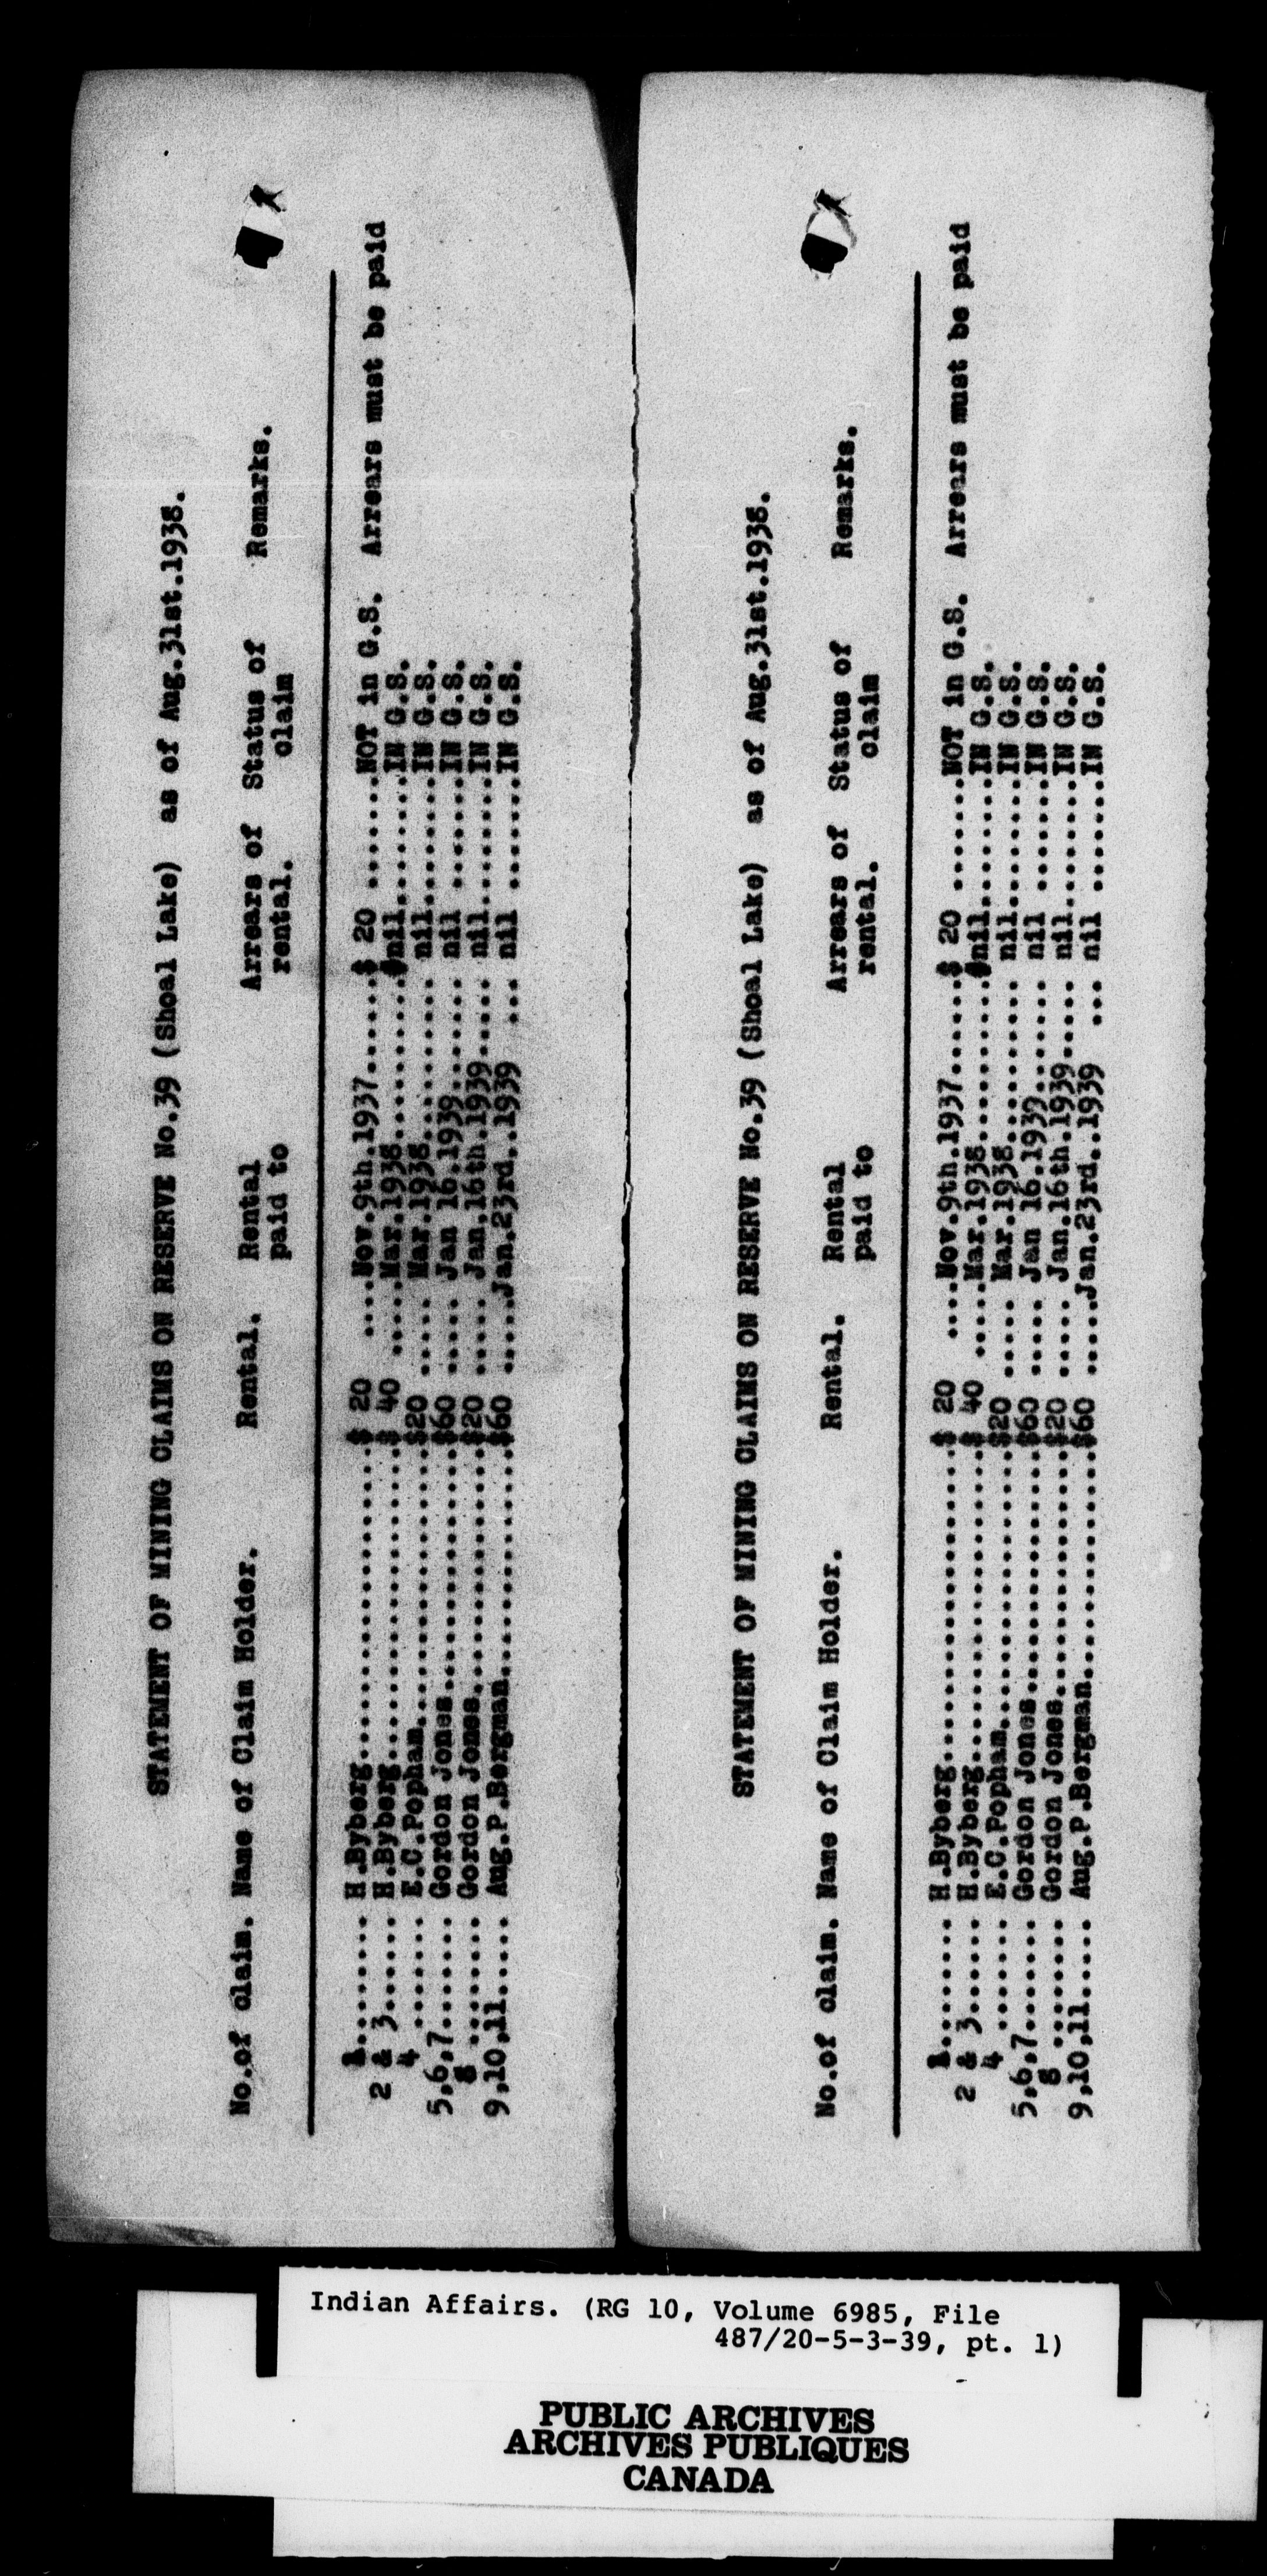 STATEMENT OF MINING CLAIMS ON RESERVE No.39 (Shoal Lake) as of Aug.31st.1938.
No.of claim. Name of Claim Holder. Rental. Rental paid to Arrears of rental. Status of claim Remarks.
1........ H.Byberg........................$ 20 ....Nov.9th.1937.......$ 20 .......NOT in G.S. Arrears must be paid
2 & 3...... H.Byberg........................$ 40 .....Mar.1938...........$nil.........IN G.S.
4 ....... E.C.Popham......................$20 ..... Mar.1938........... nil.........IN G.S.
5,6,7....... Gordon Jones....................$60 ..... Jan 16.1939........ nil ........IN G.S.
8 ........ Gordon Jones....................$20 ..... Jan.16th.1939..... nil.........IN G.S.
9,10,11..... Aug.P.Bergman...................$60 .....Jan.23rd..1939 ... nil .......IN G.S.
STATEMENT OF MINING CLAIMS ON RESERVE No.39 (Shoal Lake) as of Aug.31st.1938.
No.of claim. Name of Claim Holder. Rental. Rental paid to Arrears of rental. Status of claim Remarks.
1........ H.Byberg........................$ 20 ....Nov.9th.1937.......$ 20 .......NOT in G.S. Arrears must be paid
2 & 3...... H.Byberg........................$ 40 .....Mar.1938...........$nil.........IN G.S.
4 ....... E.C.Popham......................$20 ..... Mar.1938........... nil.........IN G.S.
5,6,7....... Gordon Jones....................$60 ..... Jan 16.1939........ nil ........IN G.S.
8 ........ Gordon Jones....................$20 ..... Jan.16th.1939..... nil.........IN G.S.
9,10,11..... Aug.P.Bergman...................$60 .....Jan.23rd..1939 ... nil .......IN G.S.
Indian Affairs. (RG 10, Volume 6985, File
487/20-5-3-39, pt. 1)
PUBLIC ARCHIVES
ARCHIVES PUBLIQUES
CANADA